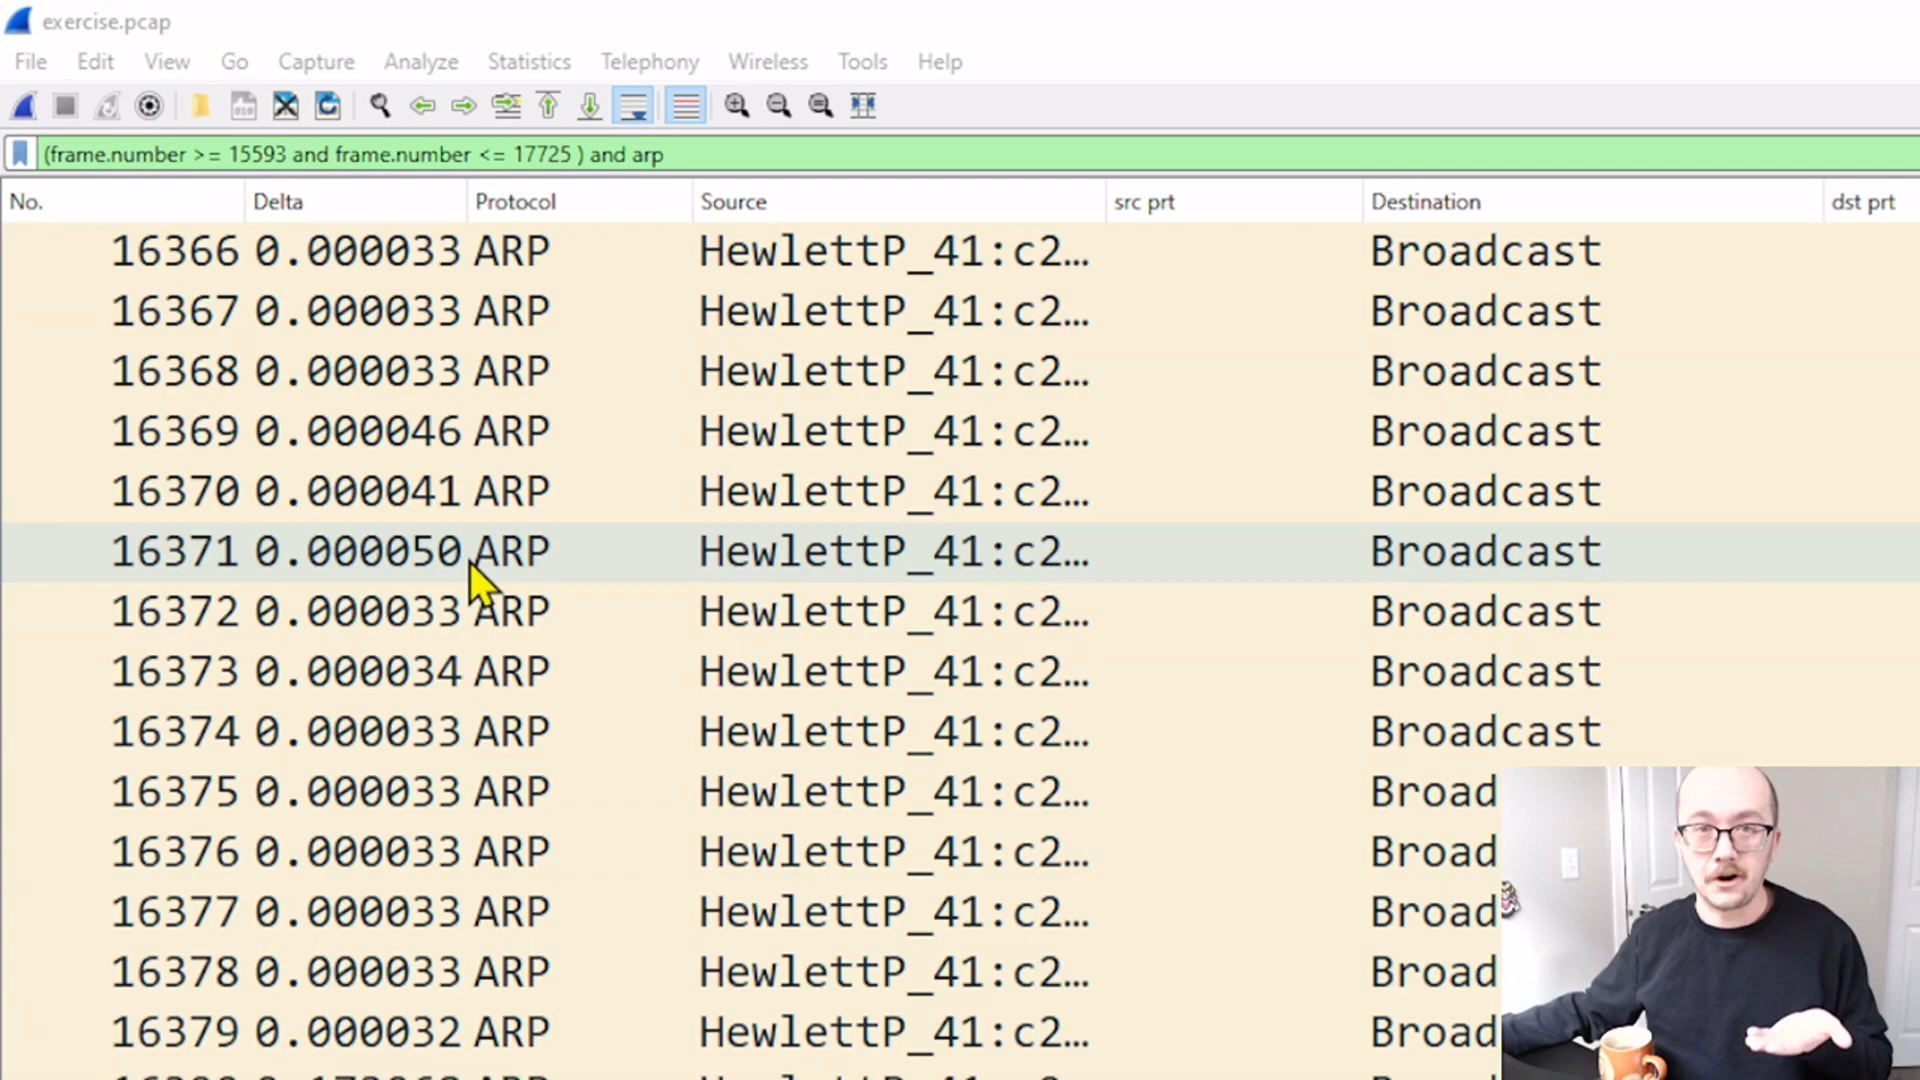 exercise.pcap
File Edit View Go Capture Analyze Statistics Telephony Wireless Tools Help
(frame.number >= 15593 and frame.number <= 17725 ) and arp
No. Delta Protocol Source src prt Destination dst prt
16366 0.000033 ARP HewlettP_41:c2… Broadcast
16367 0.000033 ARP HewlettP_41:c2… Broadcast
16368 0.000033 ARP HewlettP_41:c2… Broadcast
16369 0.000046 ARP HewlettP_41:c2… Broadcast
16370 0.000041 ARP HewlettP_41:c2… Broadcast
16371 0.000050 ARP HewlettP_41:c2… Broadcast
16372 0.000033 ARP HewlettP_41:c2… Broadcast
16373 0.000034 ARP HewlettP_41:c2… Broadcast
16374 0.000033 ARP HewlettP_41:c2… Broadcast
16375 0.000033 ARP HewlettP_41:c2… Broad
16376 0.000033 ARP HewlettP_41:c2… Broad
16377 0.000033 ARP HewlettP_41:c2… Broad
16378 0.000033 ARP HewlettP_41:c2… Broad
16379 0.000032 ARP HewlettP_41:c2… Broad